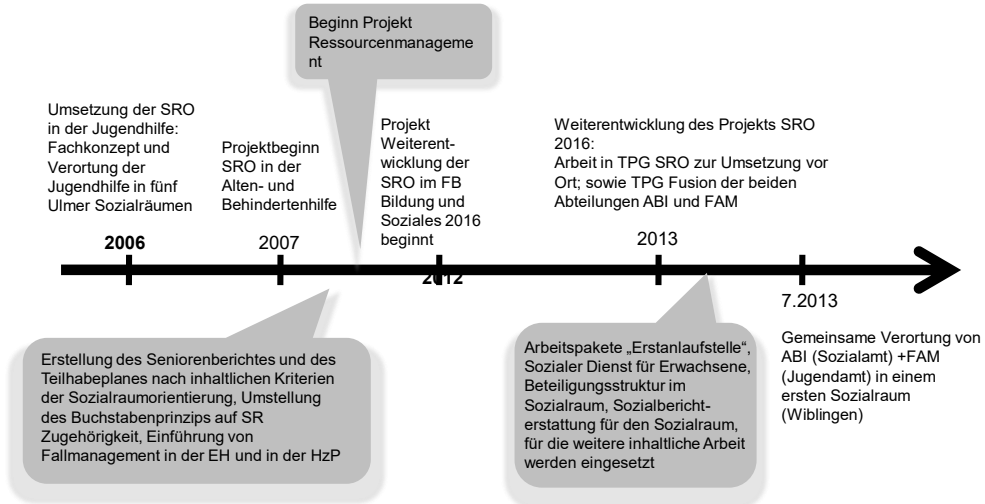 Beginn Projekt
Ressourcenmanageme
nt
Umsetzung der SRO
in der Jugendhilfe:
Fachkonzept und
Verortung der
Jugendhilfe in fünf
Ulmer Sozialräumen
2006
Projektbeginn
SRO in der
Alten- und
Behindertenhilfe
2007
Projekt
Weiterent-
wicklung der
SRO im FB
Bildung und
Soziales 2016
beginnt
2012
Weiterentwicklung des Projekts SRO
2016:
Arbeit in TPG SRO zur Umsetzung vor
Ort; sowie TPG Fusion der beiden
Abteilungen ABI und FAM
2013
7.2013
Gemeinsame Verortung von
ABI (Sozialamt) +FAM
(Jugendamt) in einem
ersten Sozialraum
(Wiblingen)
Erstellung des Seniorenberichtes und des
Teilhabeplanes nach inhaltlichen Kriterien
der Sozialraumorientierung, Umstellung
des Buchstabenprinzips auf SR
Zugehörigkeit, Einführung von
Fallmanagement in der EH und in der HzP
Arbeitspakete „Erstanlaufstelle“,
Sozialer Dienst für Erwachsene,
Beteiligungsstruktur im
Sozialraum, Sozialbericht-
erstattung für den Sozialraum,
für die weitere inhaltliche Arbeit
werden eingesetzt